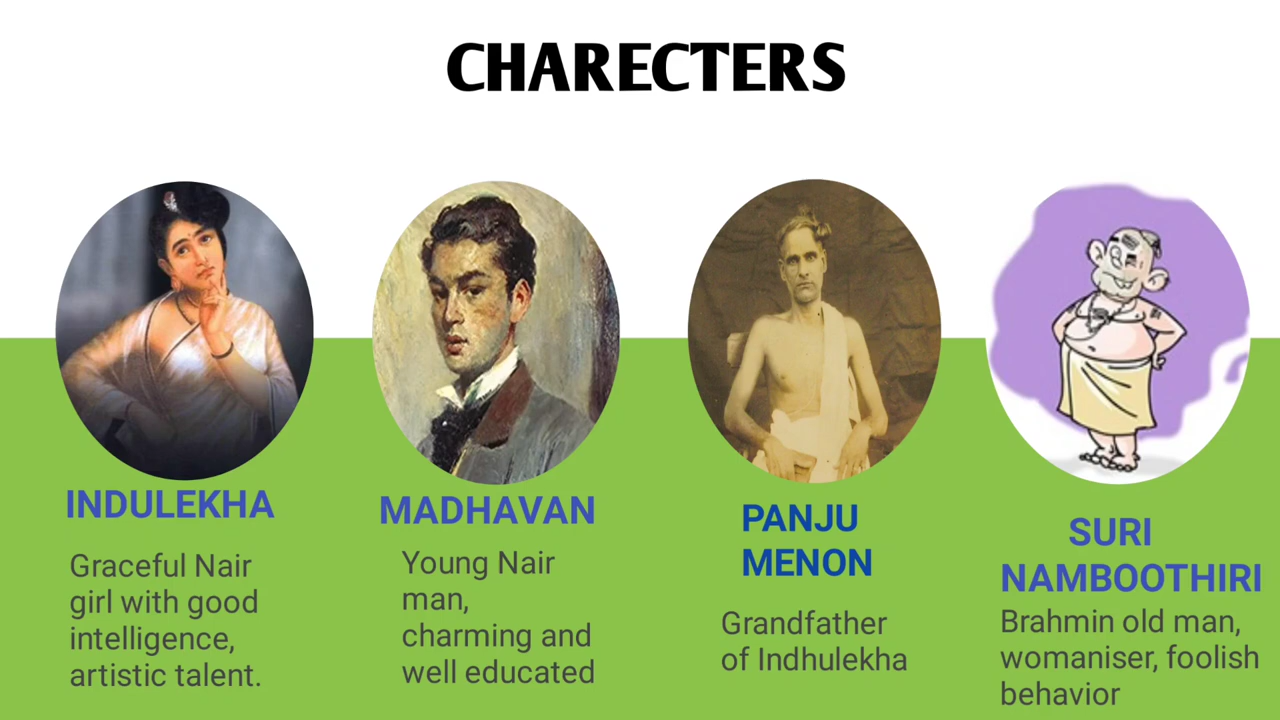 CHARECTERS
INDULEKHA
Graceful Nair
girl with good
intelligence,
artistic talent.
MADHAVAN
Young Nair
man,
charming and
well educated
PANJU
MENON
Grandfather
of Indhulekha
SURI
NAMBOOTHIRI
Brahmin old man,
womaniser, foolish
behavior